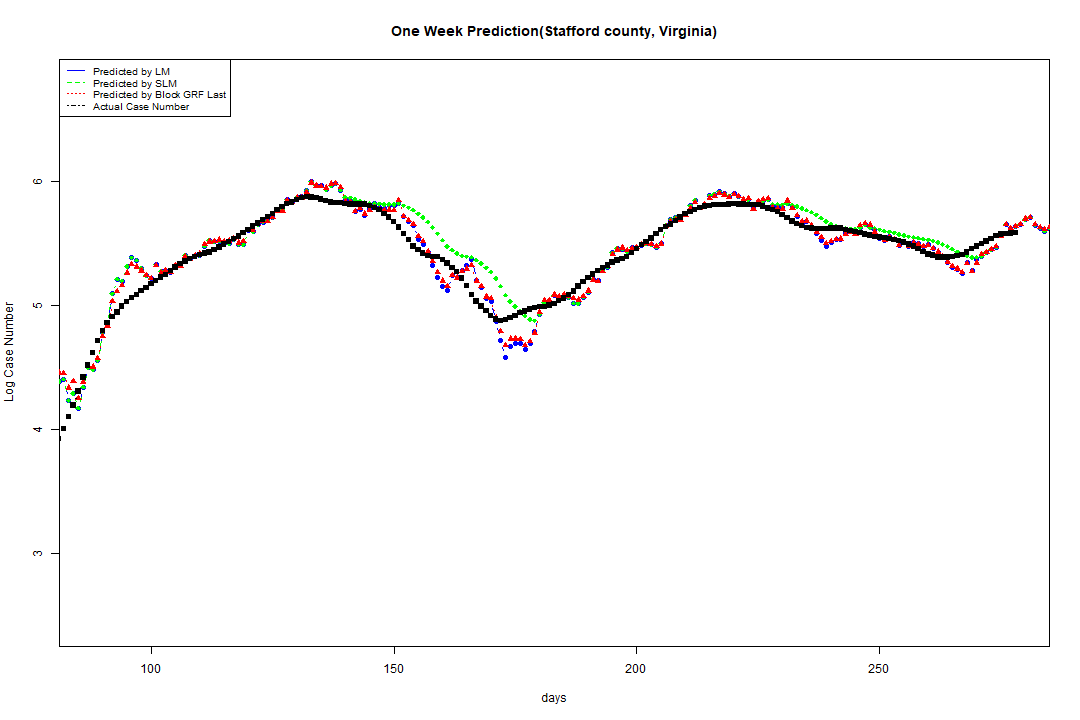 One Week Prediction(Stafford county, Virginia)
Predicted by LM
Predicted by SLM
Predicted by Block GRF Last
Actual Case Number
6
5
4
3
Log Case Number
100 150 200 250
days